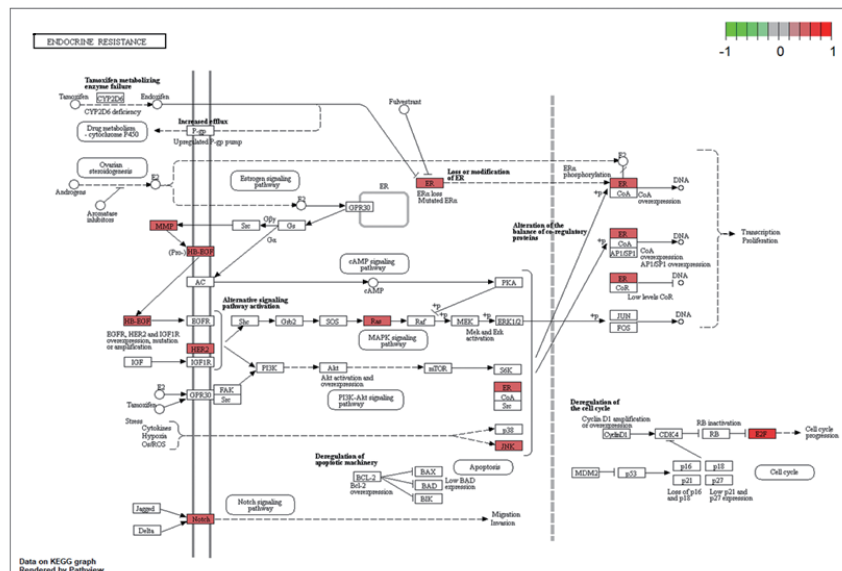 ENDOCRINE RESISTANCE
-1 0 1
Tamoxifen metabolizing
enzyme failure
Tamoxifen CYP2D6 Endoxifen
CYP2D6 deficiency
Increased efflux
P-gp
Upregulated P-gp pump
Drug metabolism
- cytochrome P450
Fulvestrant
Ovarian
steroidogenesis
Androgens
E2
Aromatase
inhibitors
Estrogen signaling
pathway
E2
ER
GPR30
ER
ERα loss
Mutated ERα
Loss or modification
of ER
ERα
phosphorylation
E2
+p
ER
CoA
DNA
CoA
overexpression
MMP
Src
Gβγ
Gs
Gα
(Pro-)
HB-EGF
Alteration of the
balance of co-regulatory
proteins
+p
ER
CoA
AP1/SP1
DNA
CoA
overexpression
AP1/SP1 overexpression
ER
CoR
DNA
Low levels CoR
Transcription
Proliferation
cAMP signaling
pathway
AC
cAMP
PKA
Alternative signaling
pathway activation
HB-EGF
EGFR
Shc
Grb2
SOS
Ras
Raf
+p
MEK
+p
+p
ERK1/2
Mek and Erk
activation
MAPK signaling
pathway
+p
JUN
FOS
DNA
EGFR, HER2 and IGF1R
overexpression, mutation
or amplification
HER2
IGF
IGF1R
PI3K
Akt
mTOR
S6K
Akt activation and
overexpression
PI3K-Akt signaling
pathway
ER
CoA
Src
E2
Tamoxifen
GPR30
FAK
Src
Stress
Cytokines
Hypoxia
Ox/ROS
p38
JNK
Deregulation of
the cell cycle
Cyclin D1 amplification
or overexpression
CyclinD1
CDK4
RB inactivation
RB
E2F
Cell cycle
progression
MDM2
p53
p16
p18
p21
p27
Loss of p16
and p18
Low p21 and
p27 expression
Cell cycle
Deregulation of
apoptotic machinery
Apoptosis
BCL-2
Bcl-2
overexpression
BAX
BAD
BIK
Low BAD
expression
Jagged
Delta
Notch
Notch signaling
pathway
Migration
Invasion
Data on KEGG graph
Rendered by Pathview